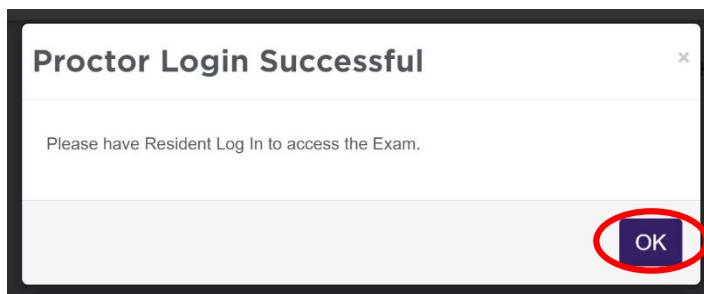 Proctor Login Successful
×
Please have Resident Log In to access the Exam.
OK